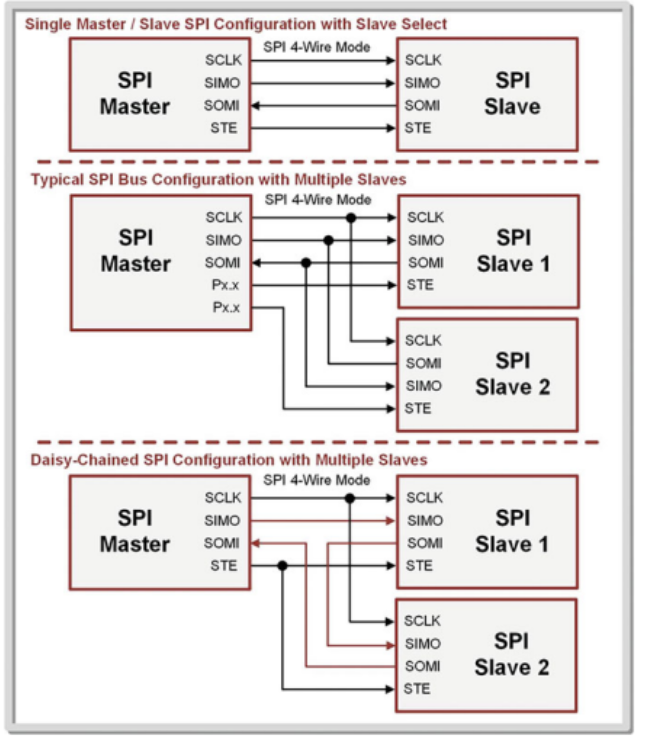 Single Master / Slave SPI Configuration with Slave Select
SPI 4-Wire Mode
SPI
Master
SCLK
SIMO
SOMI
STE
SCLK
SIMO
SOMI
STE
SPI
Slave
Typical SPI Bus Configuration with Multiple Slaves
SPI 4-Wire Mode
SPI
Master
SCLK
SIMO
SOMI
Px.x
Px.x
SCLK
SIMO
SOMI
STE
SPI
Slave 1
SCLK
SOMI
SIMO
STE
SPI
Slave 2
Daisy-Chained SPI Configuration with Multiple Slaves
SPI 4-Wire Mode
SPI
Master
SCLK
SIMO
SOMI
STE
SCLK
SIMO
SOMI
STE
SPI
Slave 1
SCLK
SIMO
SOMI
STE
SPI
Slave 2